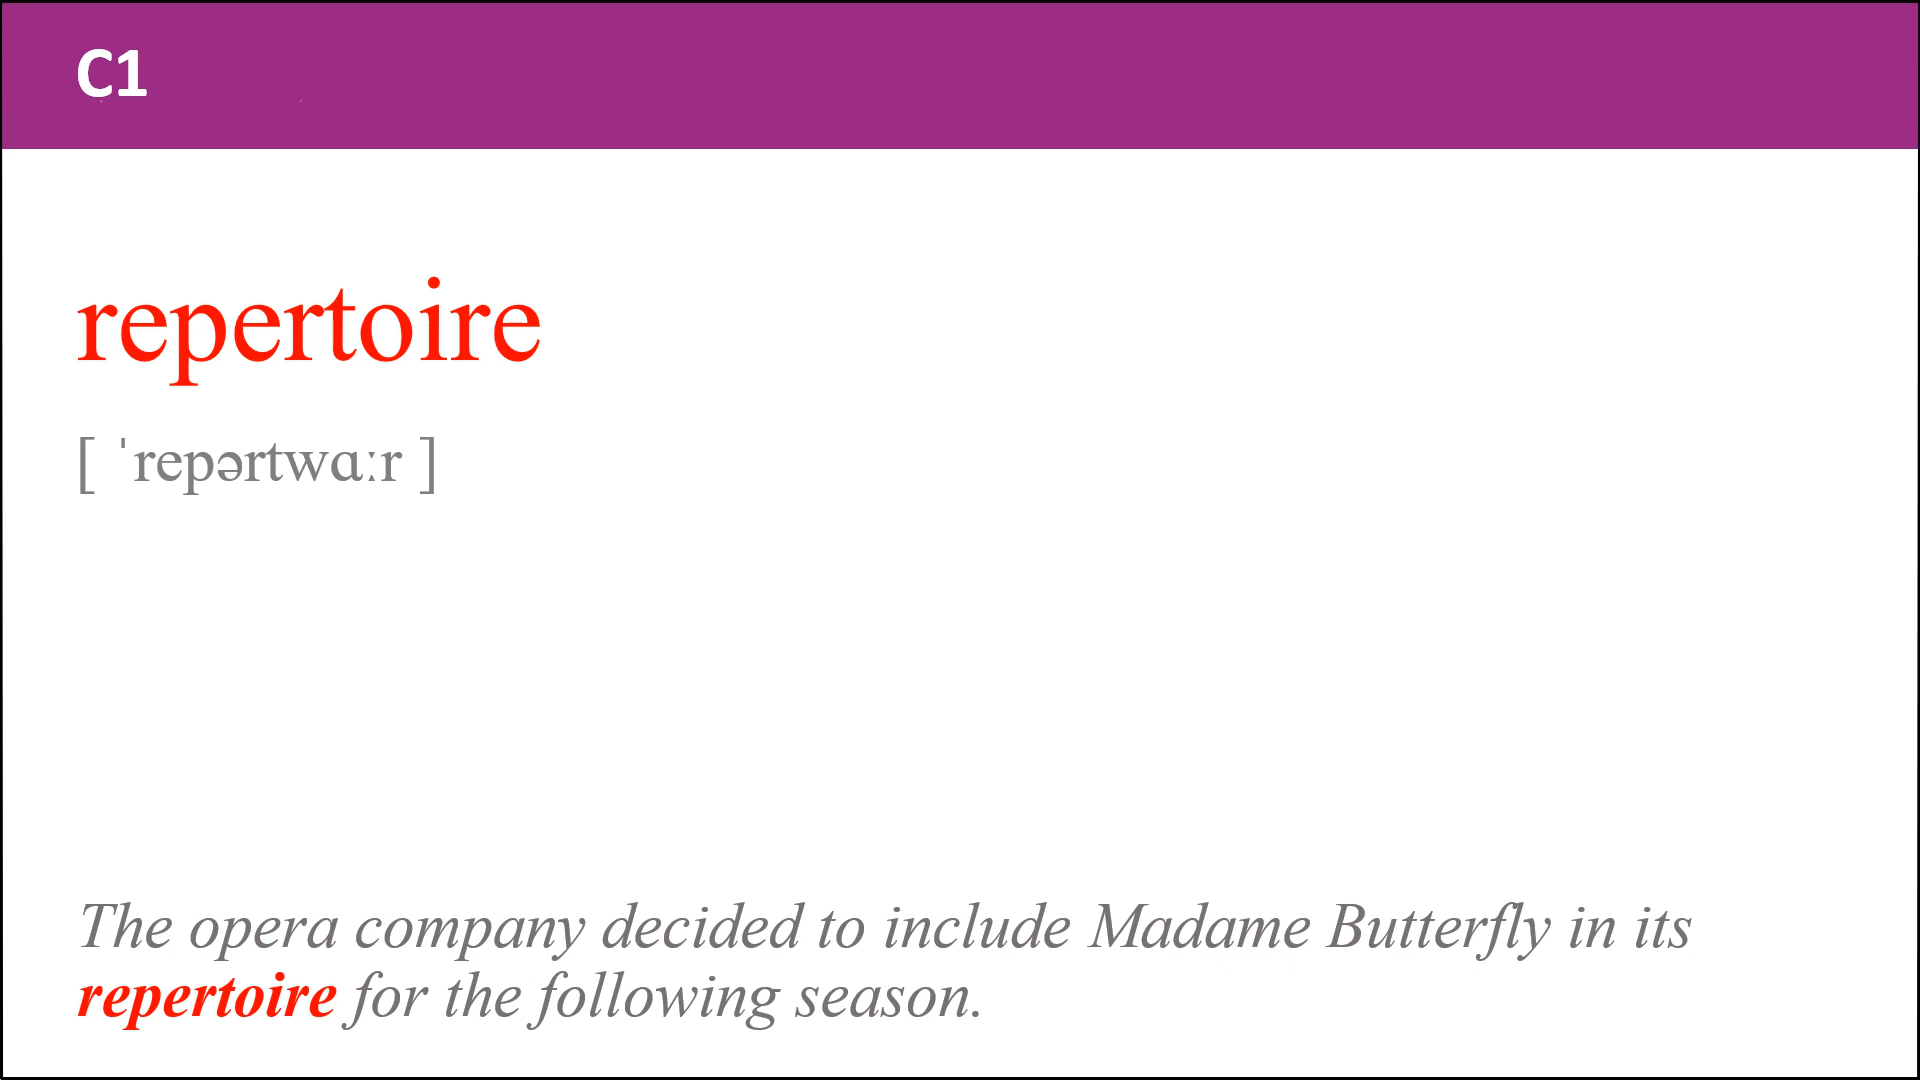 C1
repertoire
[ ˈrepərtwɑːr ]
The opera company decided to include Madame Butterfly in its
repertoire for the following season.